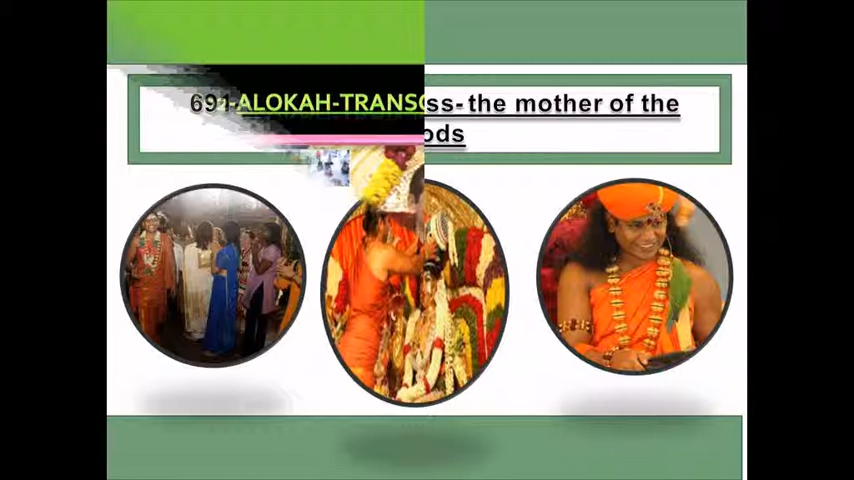 691-ALOKAH-TRANS ss- the mother of the
ods